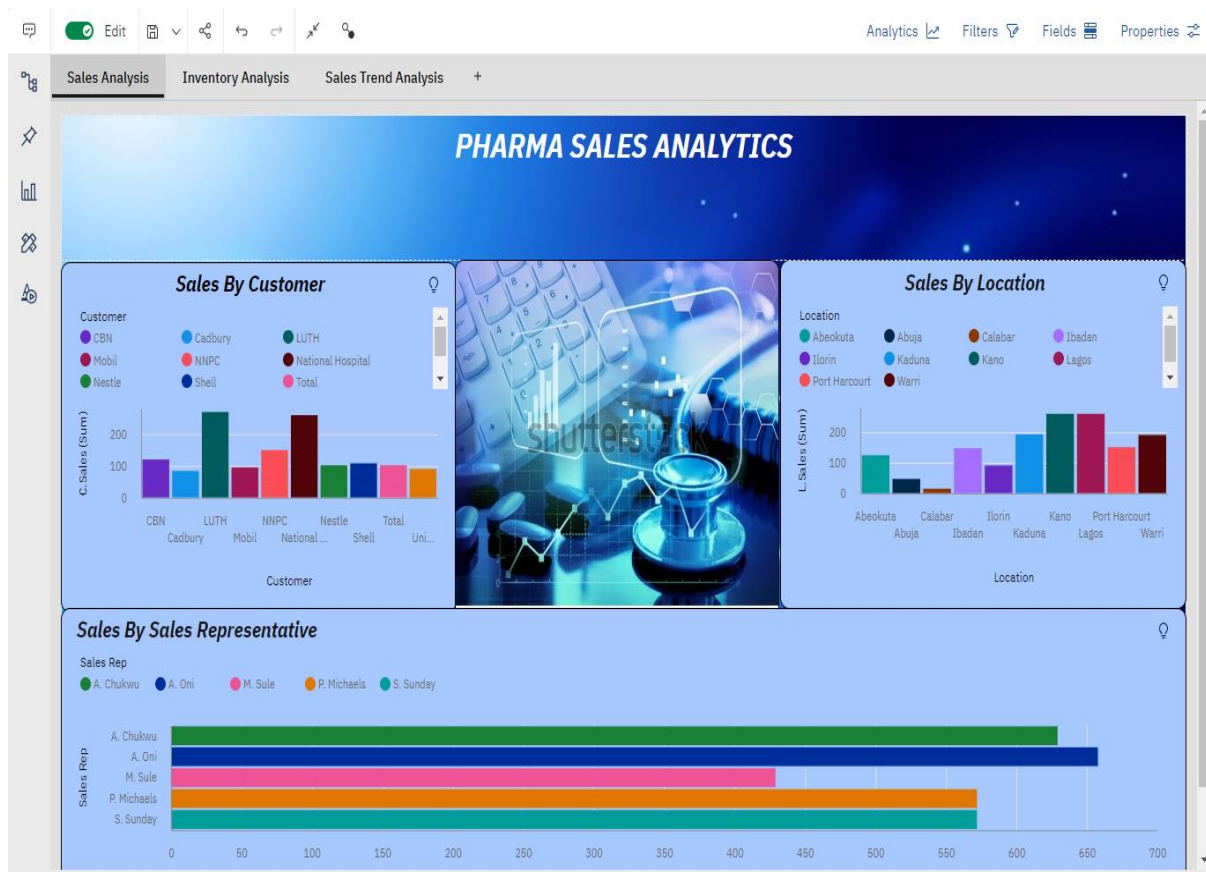 Edit
Analytics Filters Fields Properties
Sales Analysis Inventory Analysis Sales Trend Analysis +
PHARMA SALES ANALYTICS
Sales By Customer
Customer
CBN Cadbury LUTH
Mobil NNPC National Hospital
Nestle Shell Total
C.Sales (Sum)
200
100
0
CBN LUTH NNPC Nestle Total
Cadbury Mobil National ... Shell Uni...
Customer
shutterstock
Sales By Location
Location
Abeokuta Abuja Calabar Ibadan
Ilorin Kaduna Kano Lagos
Port Harcourt Warri
L.Sales (Sum)
200
100
0
Abeokuta Calabar Ilorin Kano Port Harcourt
Abuja Ibadan Kaduna Lagos Warri
Location
Sales By Sales Representative
Sales Rep
A. Chukwu A. Oni M. Sule P. Michaels S. Sunday
Sales Rep
A. Chukwu
A. Oni
M. Sule
P. Michaels
S. Sunday
0 50 100 150 200 250 300 350 400 450 500 550 600 650 700